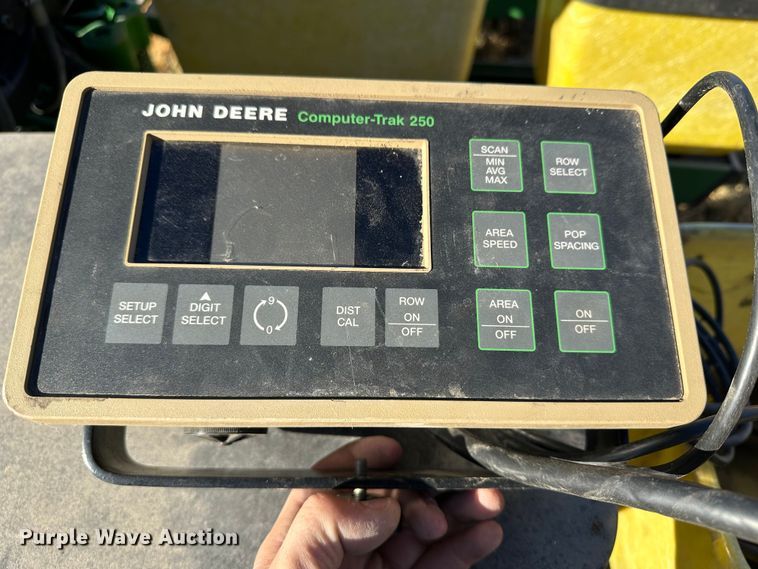 JOHN DEERE Computer-Trak 250
SCAN
MIN
AVG
MAX
ROW
SELECT
AREA
SPEED
POP
SPACING
SETUP
SELECT
DIGIT
SELECT
9
0
DIST
CAL
ROW
ON
OFF
AREA
ON
OFF
ON
OFF
Purple Wave Auction